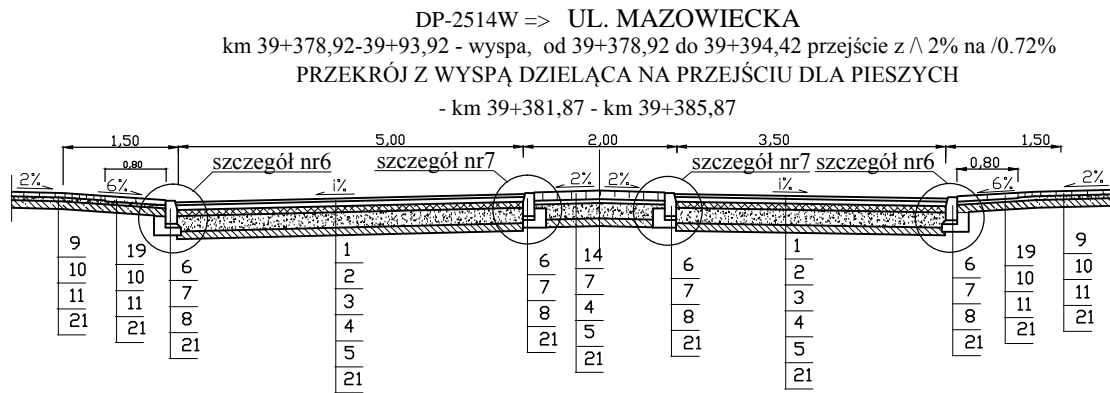 DP-2514W => UL. MAZOWIECKA
km 39+378,92-39+93,92 - wyspa, od 39+378,92 do 39+394,42 przejście z /\ 2% na /0.72%
PRZEKRÓJ Z WYSPĄ DZIELĄCA NA PRZEJŚCIU DLA PIESZYCH
- km 39+381,87 - km 39+385,87
1,50 5,00 2,00 3,50 1,50
0,80 szczegół nr6 szczegół nr7 szczegół nr7 szczegół nr6 0,80
2% 6% i% 2% 2% i% 6% 2%
9 19 6 1 6 14 6 1 6 19 9
10 10 7 2 7 7 7 2 7 10 10
11 11 8 3 8 4 8 3 8 11 11
21 21 21 4 21 5 21 4 21 21 21
5 21 5
21 21